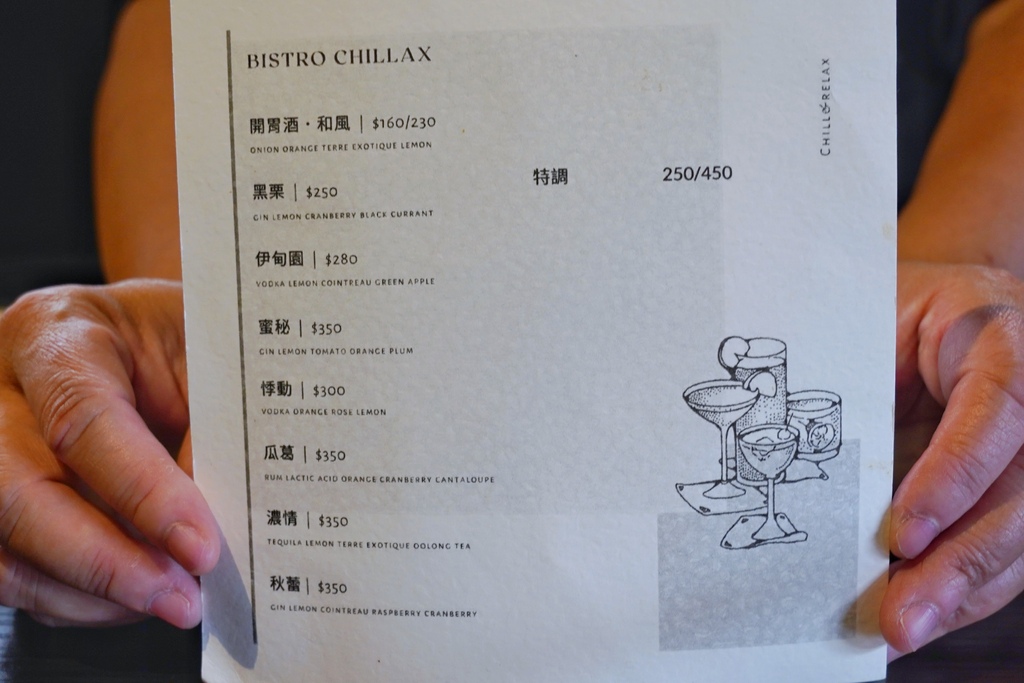 BISTRO CHILLAX
CHILL & RELAX
開胃酒・和風 | $160/230
ONION ORANGE TERRE EXOTIQUE LEMON
特調 250/450
黑栗 | $250
GIN LEMON CRANBERRY BLACK CURRANT
伊甸園 | $280
VODKA LEMON COINTREAU GREEN APPLE
蜜秘 | $350
GIN LEMON TOMATO ORANGE PLUM
悸動 | $300
VODKA ORANGE ROSE LEMON
瓜葛 | $350
RUM LACTIC ACID ORANGE CRANBERRY CANTALOUPE
濃情 | $350
TEQUILA LEMON TERRE EXOTIQUE OOLONG TEA
秋蕾 | $350
GIN LEMON COINTREAU RASPBERRY CRANBERRY